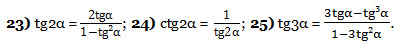 23) tg2α = 2tgα/1−tg²α; 24) ctg2α = 1/tg2α; 25) tg3α = 3tgα−tg³α/1−3tg²α.